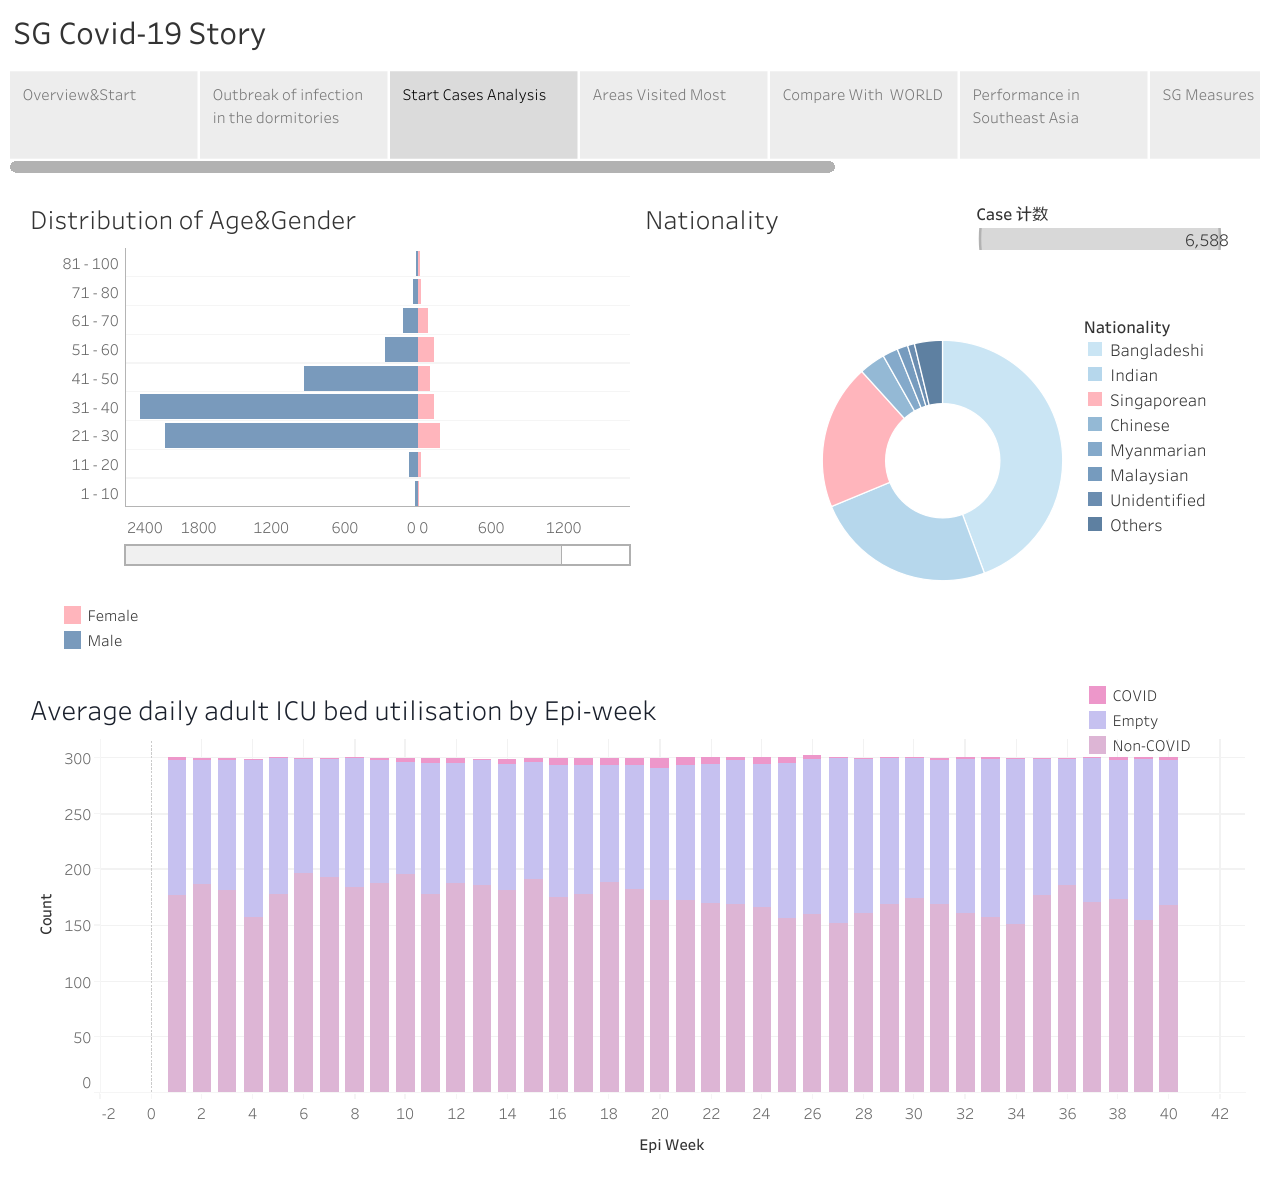 SG Covid-19 Story
Overview&Start
Outbreak of infection
in the dormitories
Start Cases Analysis
Areas Visited Most
Compare With WORLD
Performance in
Southeast Asia
SG Measures
Distribution of Age&Gender
81 - 100
71 - 80
61 - 70
51 - 60
41 - 50
31 - 40
21 - 30
11 - 20
1 - 10
2400 1800 1200 600 0 0 600 1200
Female
Male
Nationality
Case 计数
6,588
Nationality
Bangladeshi
Indian
Singaporean
Chinese
Myanmarian
Malaysian
Unidentified
Others
Average daily adult ICU bed utilisation by Epi-week
COVID
Empty
Non-COVID
300
250
200
150
100
50
0
Count
-2 0 2 4 6 8 10 12 14 16 18 20 22 24 26 28 30 32 34 36 38 40 42
Epi Week